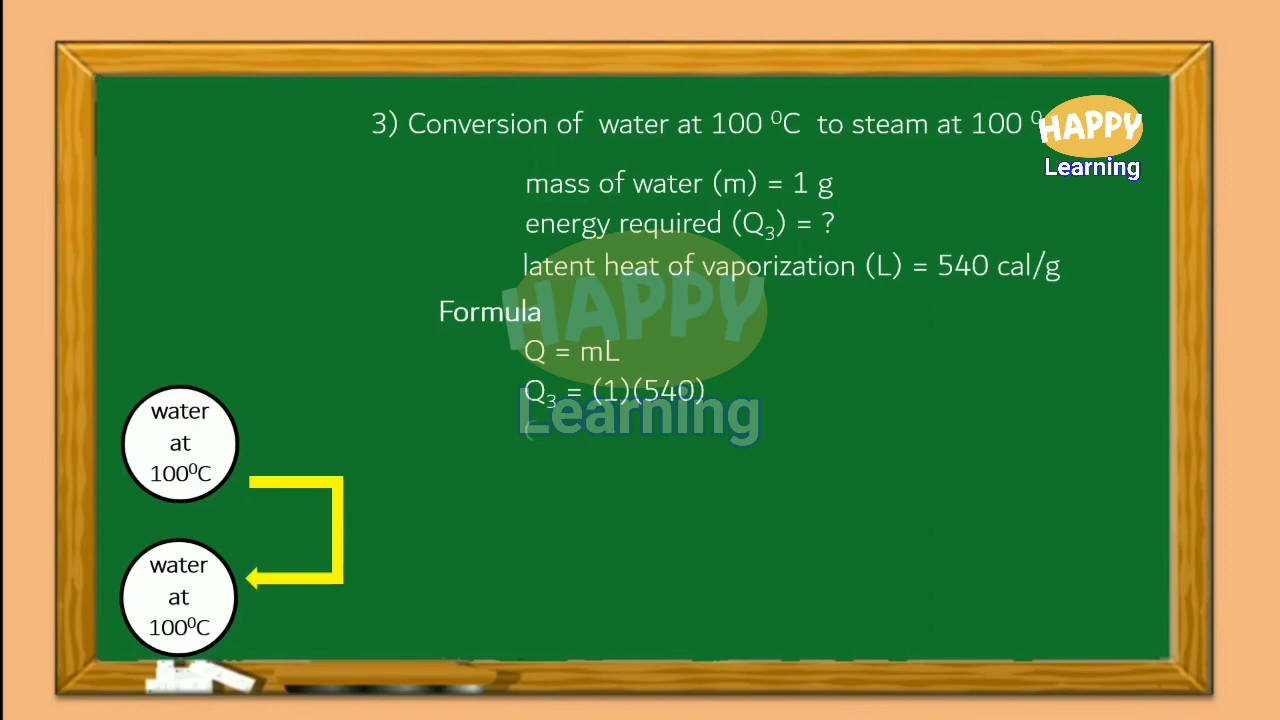 3) Conversion of water at 100 ⁰C to steam at 100 ⁰
HAPPY
Learning
mass of water (m) = 1 g
energy required (Q₃) = ?
latent heat of vaporization (L) = 540 cal/g
Formula
HAPPY
Q = mL
Q₃ = (1)(540)
Learning
water
at
100⁰C
water
at
100⁰C